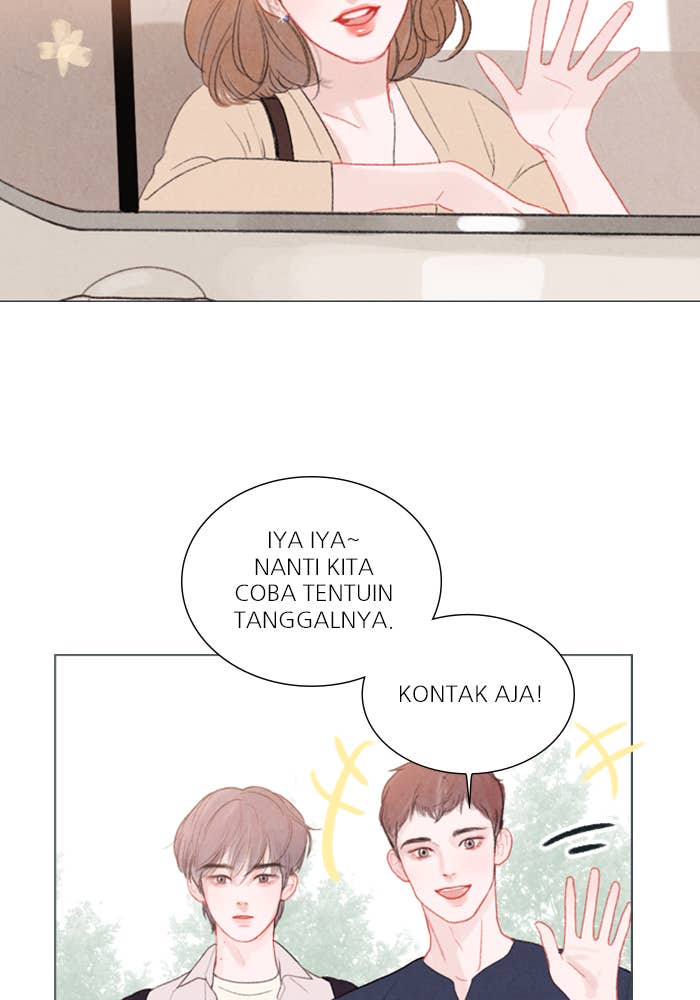 IYA IYA~
NANTI KITA
COBA TENTUIN
TANGGALNYA.
KONTAK AJA!